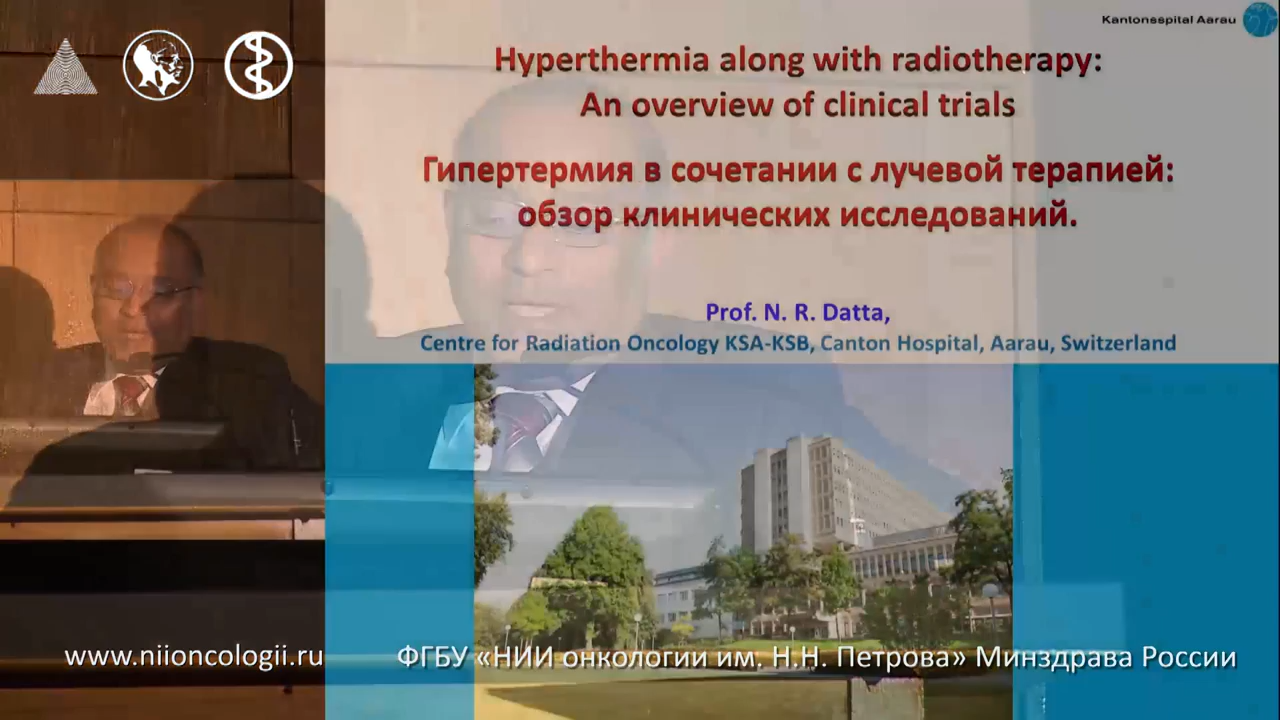 Kantonsspital Aarau
Hyperthermia along with radiotherapy:
An overview of clinical trials
Гипертермия в сочетании с лучевой терапией:
обзор клинических исследований.
Prof. N. R. Datta,
Centre for Radiation Oncology KSA-KSB, Canton Hospital, Aarau, Switzerland
www.niioncologii.ru
ФГБУ «НИИ онкологии им. Н.Н. Петрова» Минздрава России